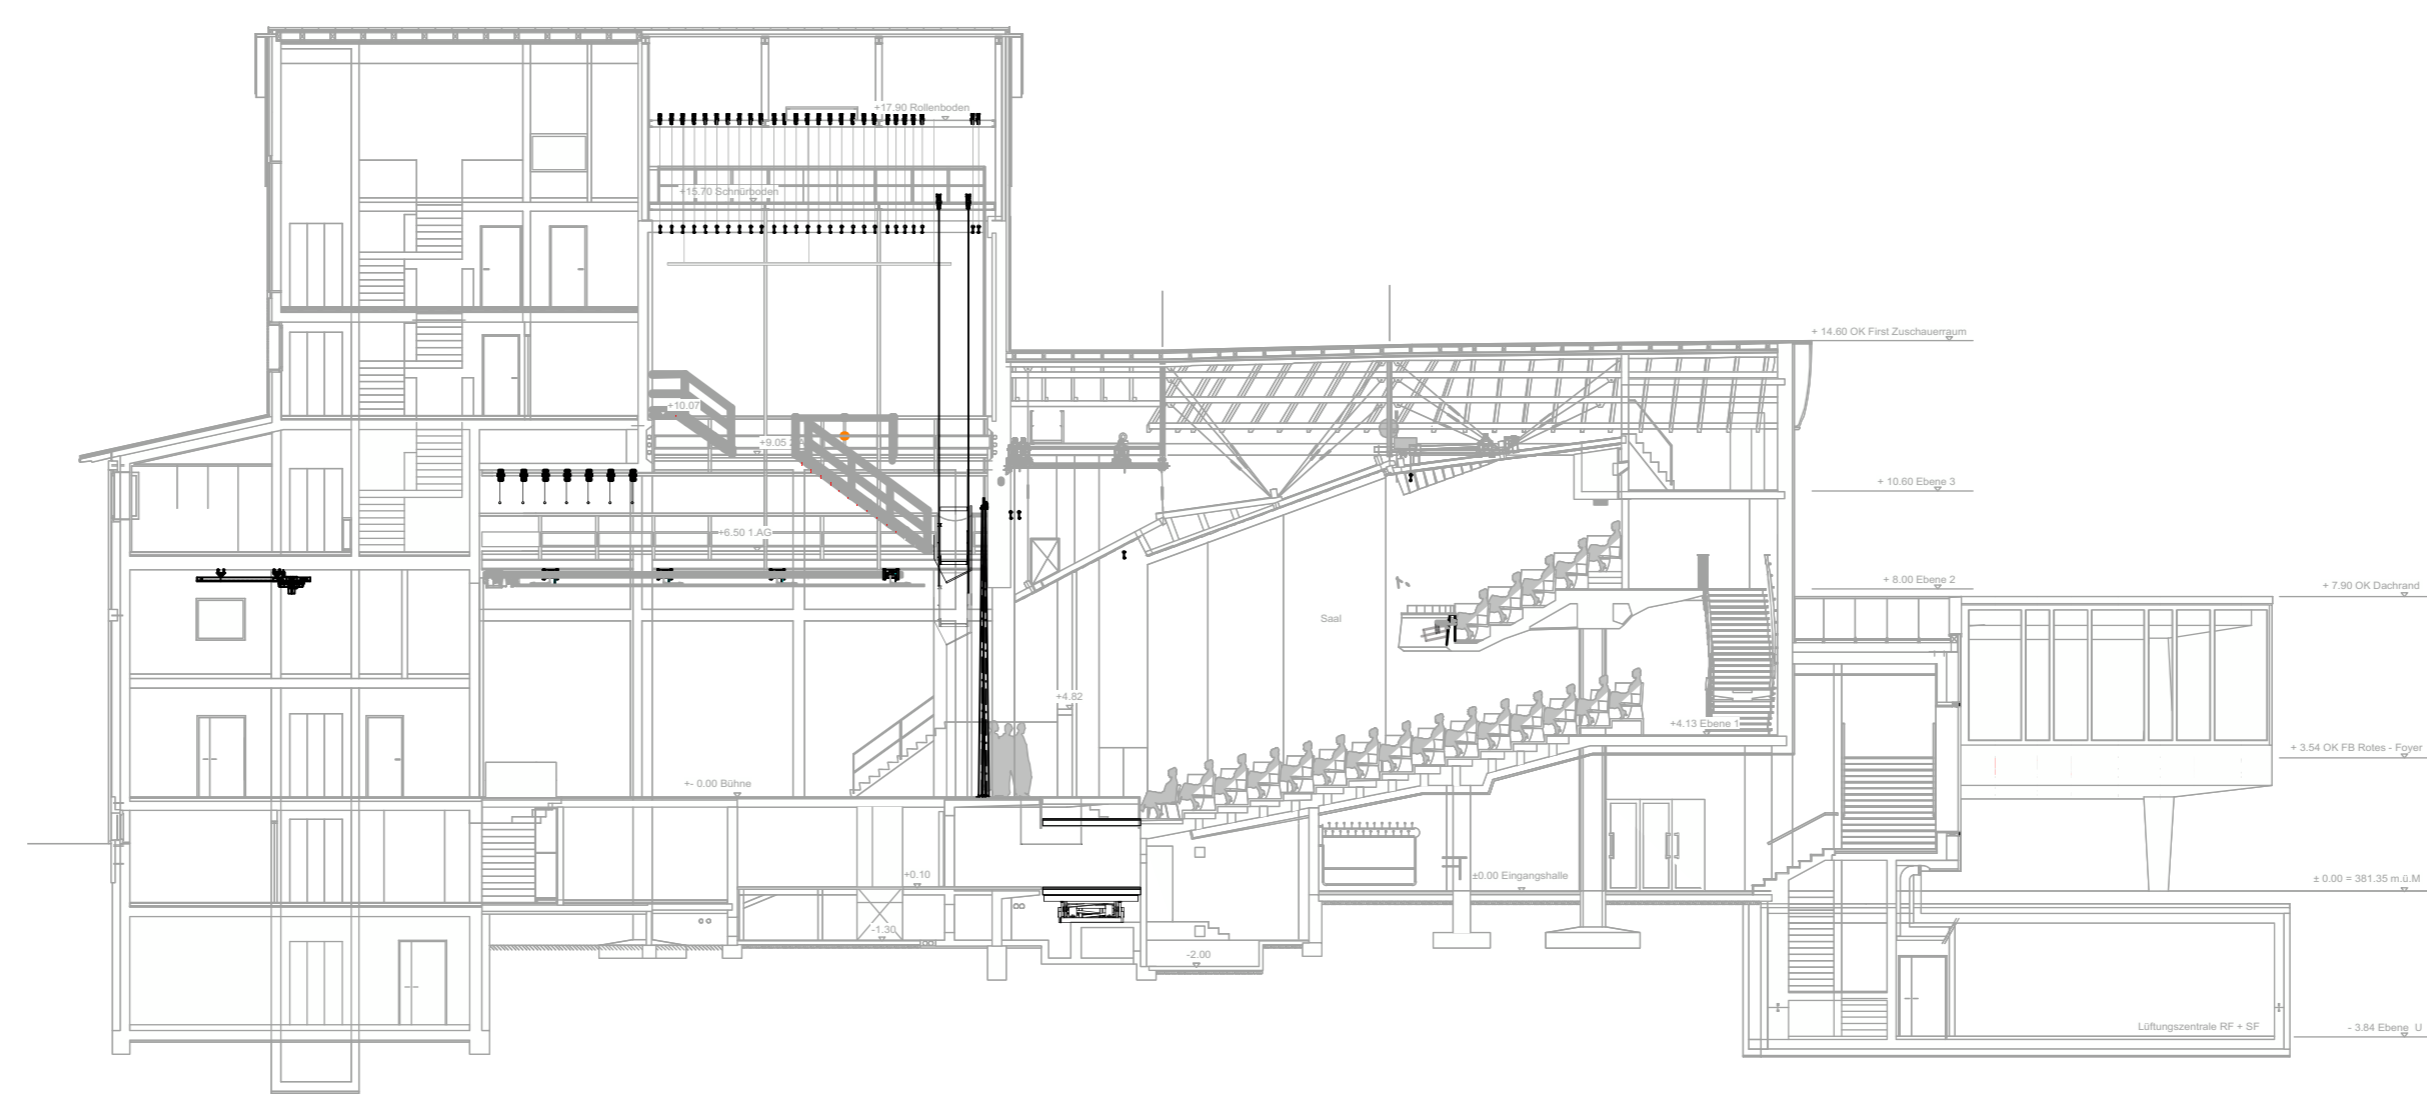 +17.90 Rollenboden
+15.70 Schnürboden
+ 14.60 OK First Zuschauerraum
+10.07
+9.05 2
+ 10.60 Ebene 3
+6.50 1.AG
+ 8.00 Ebene 2
+ 7.90 OK Dachrand
Saal
+4.82
+4.13 Ebene 1
+ 3.54 OK FB Rotes - Foyer
+- 0.00 Bühne
+0.10
±0.00 Eingangshalle
± 0.00 = 381.35 m.ü.M
-1.30
-2.00
Lüftungszentrale RF + SF
- 3.84 Ebene U